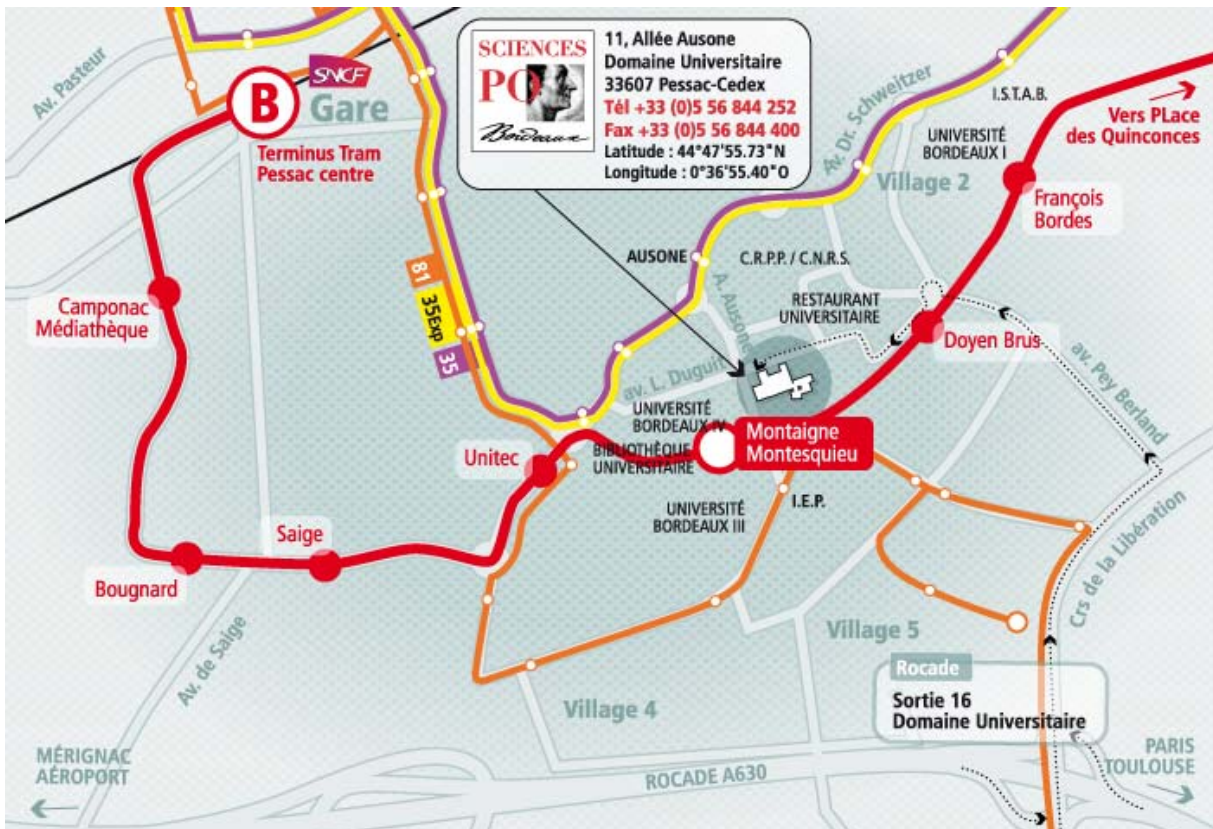 Av. Pasteur
SNCF
B
Gare
Terminus Tram
Pessac centre
SCIENCES
PO
Bordeaux
11, Allée Ausone
Domaine Universitaire
33607 Pessac-Cedex
Tél +33 (0)5 56 844 252
Fax +33 (0)5 56 844 400
Latitude : 44°47'55.73"N
Longitude : 0°36'55.40"O
Av. Dr. Schweitzer
I.S.T.A.B.
Vers PLace
des Quinconces
UNIVERSITÉ
BORDEAUX I
Village 2
François
Bordes
AUSONE
C.R.P.P. / C.N.R.S.
A. Ausone
RESTAURANT
UNIVERSITAIRE
Camponac
Médiathèque
81
35Exp
35
Doyen Brus
av. Pey Berland
av. L. Duguit
UNIVERSITÉ
BORDEAUX IV
BIBLIOTHÈQUE
UNIVERSITAIRE
Montaigne
Montesquieu
Unitec
I.E.P.
UNIVERSITÉ
BORDEAUX III
Saige
Bougnard
Crs de la Libération
Av. de Saige
Village 5
Village 4
Rocade
Sortie 16
Domaine Universitaire
MÉRIGNAC
AÉROPORT
ROCADE A630
PARIS
TOULOUSE